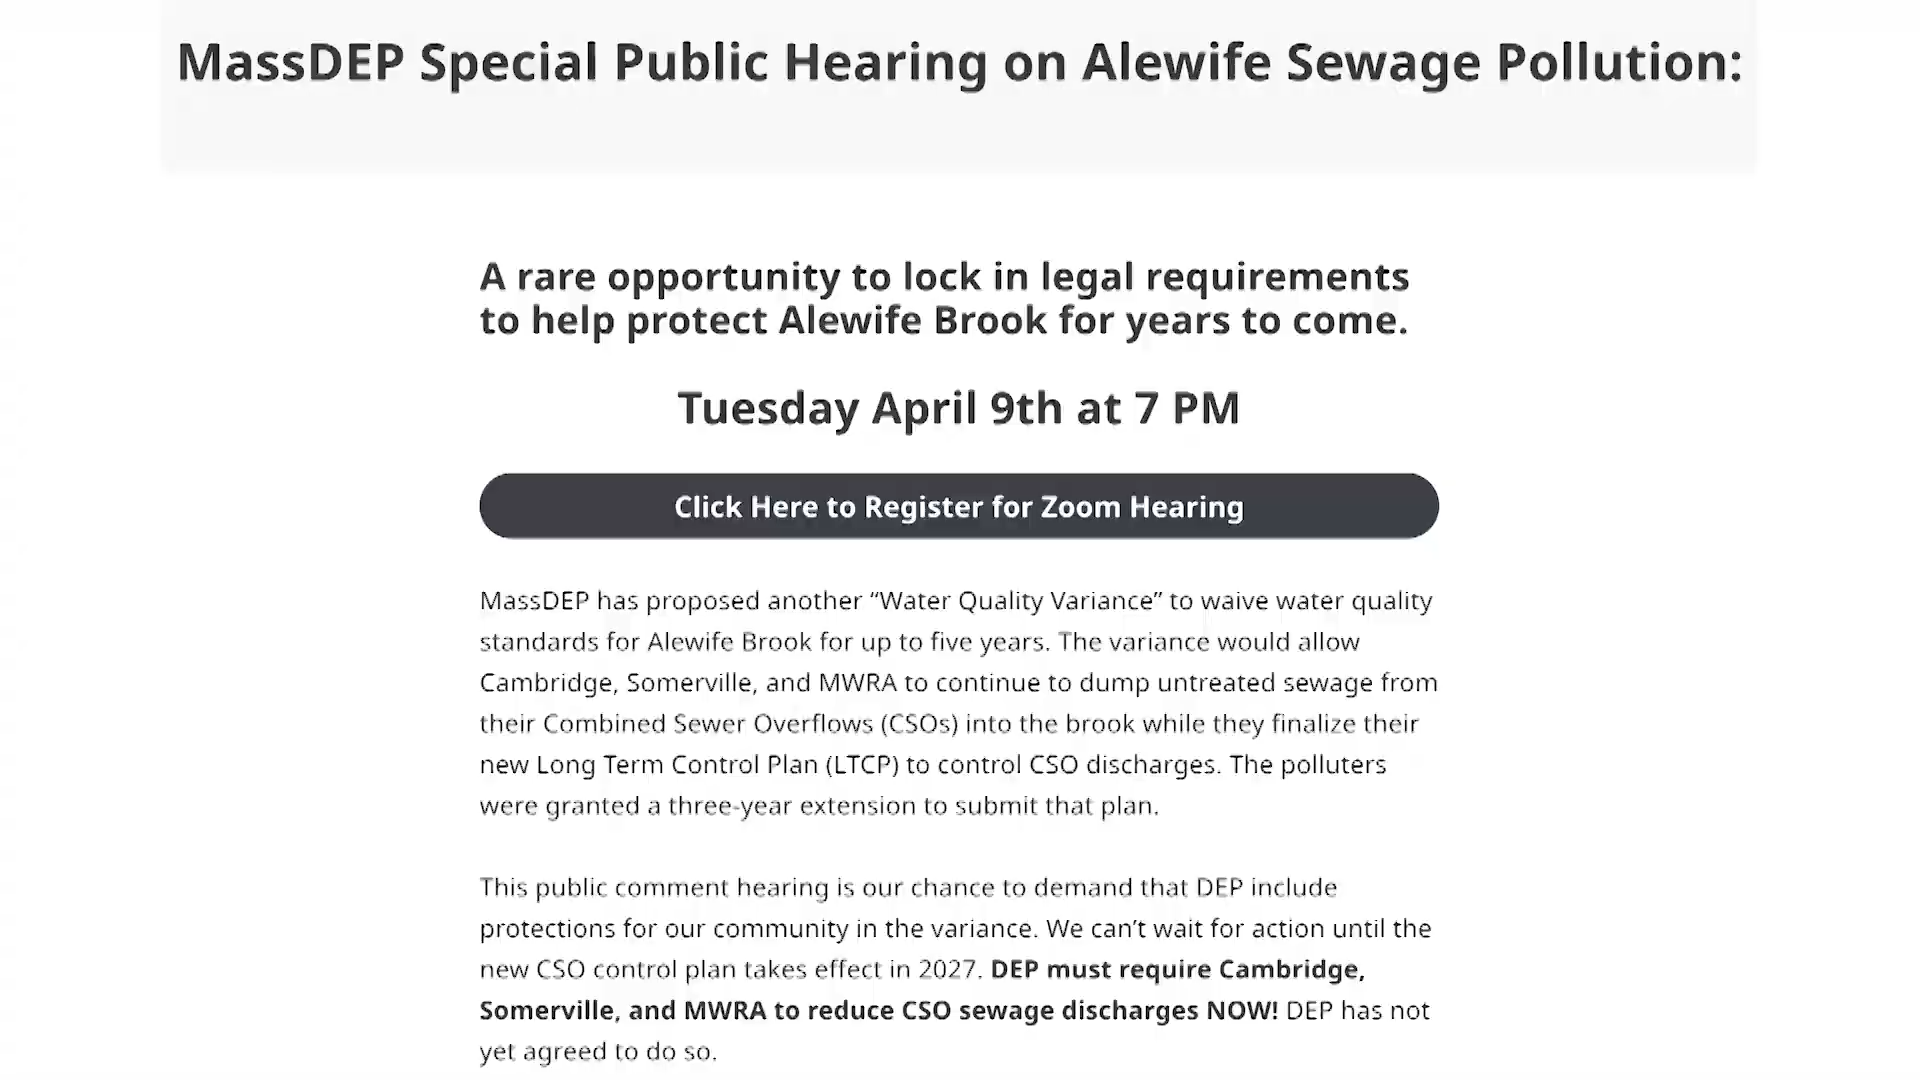 MassDEP Special Public Hearing on Alewife Sewage Pollution:
A rare opportunity to lock in legal requirements
to help protect Alewife Brook for years to come.
Tuesday April 9th at 7 PM
Click Here to Register for Zoom Hearing
MassDEP has proposed another “Water Quality Variance” to waive water quality
standards for Alewife Brook for up to five years. The variance would allow
Cambridge, Somerville, and MWRA to continue to dump untreated sewage from
their Combined Sewer Overflows (CSOs) into the brook while they finalize their
new Long Term Control Plan (LTCP) to control CSO discharges. The polluters
were granted a three-year extension to submit that plan.
This public comment hearing is our chance to demand that DEP include
protections for our community in the variance. We can’t wait for action until the
new CSO control plan takes effect in 2027. DEP must require Cambridge,
Somerville, and MWRA to reduce CSO sewage discharges NOW! DEP has not
yet agreed to do so.